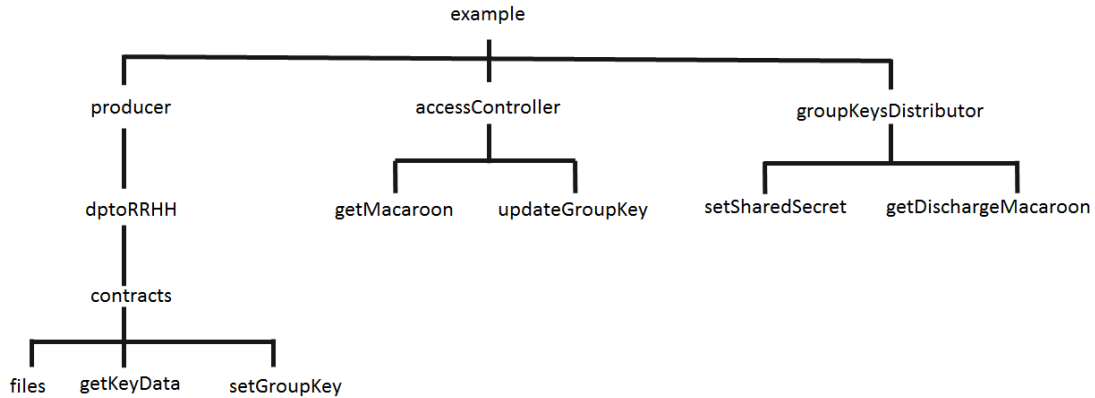 example
producer
accessController
groupKeysDistributor
dptoRRHH
getMacaroon
updateGroupKey
setSharedSecret
getDischargeMacaroon
contracts
files
getKeyData
setGroupKey